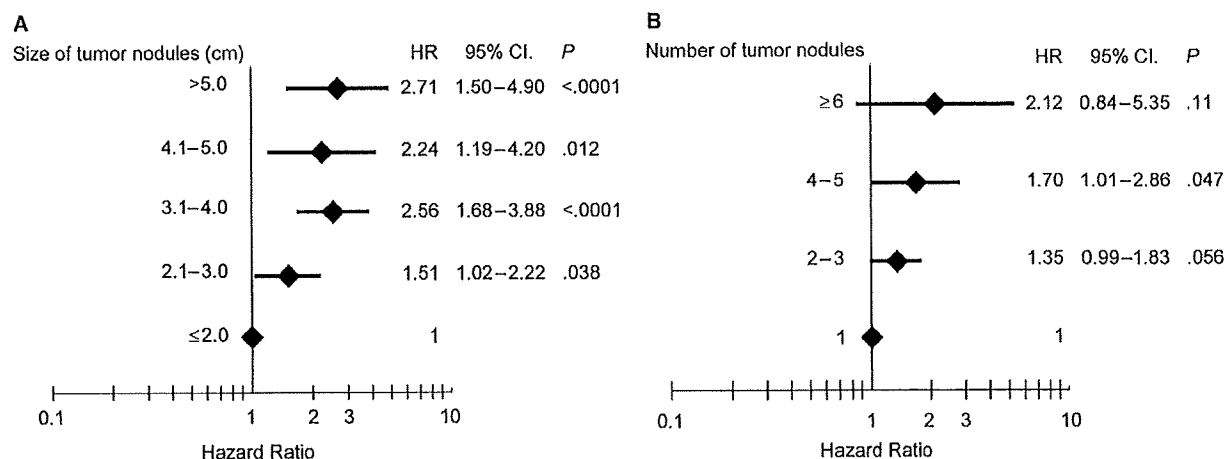 A
Size of tumor nodules (cm) HR 95% CI. P
>5.0 2.71 1.50–4.90 <.0001
4.1–5.0 2.24 1.19–4.20 .012
3.1–4.0 2.56 1.68–3.88 <.0001
2.1–3.0 1.51 1.02–2.22 .038
≤2.0 1
0.1 1 2 3 10
Hazard Ratio
B
Number of tumor nodules HR 95% CI. P
≥6 2.12 0.84–5.35 .11
4–5 1.70 1.01–2.86 .047
2–3 1.35 0.99–1.83 .056
1 1
0.1 1 2 3 10
Hazard Ratio